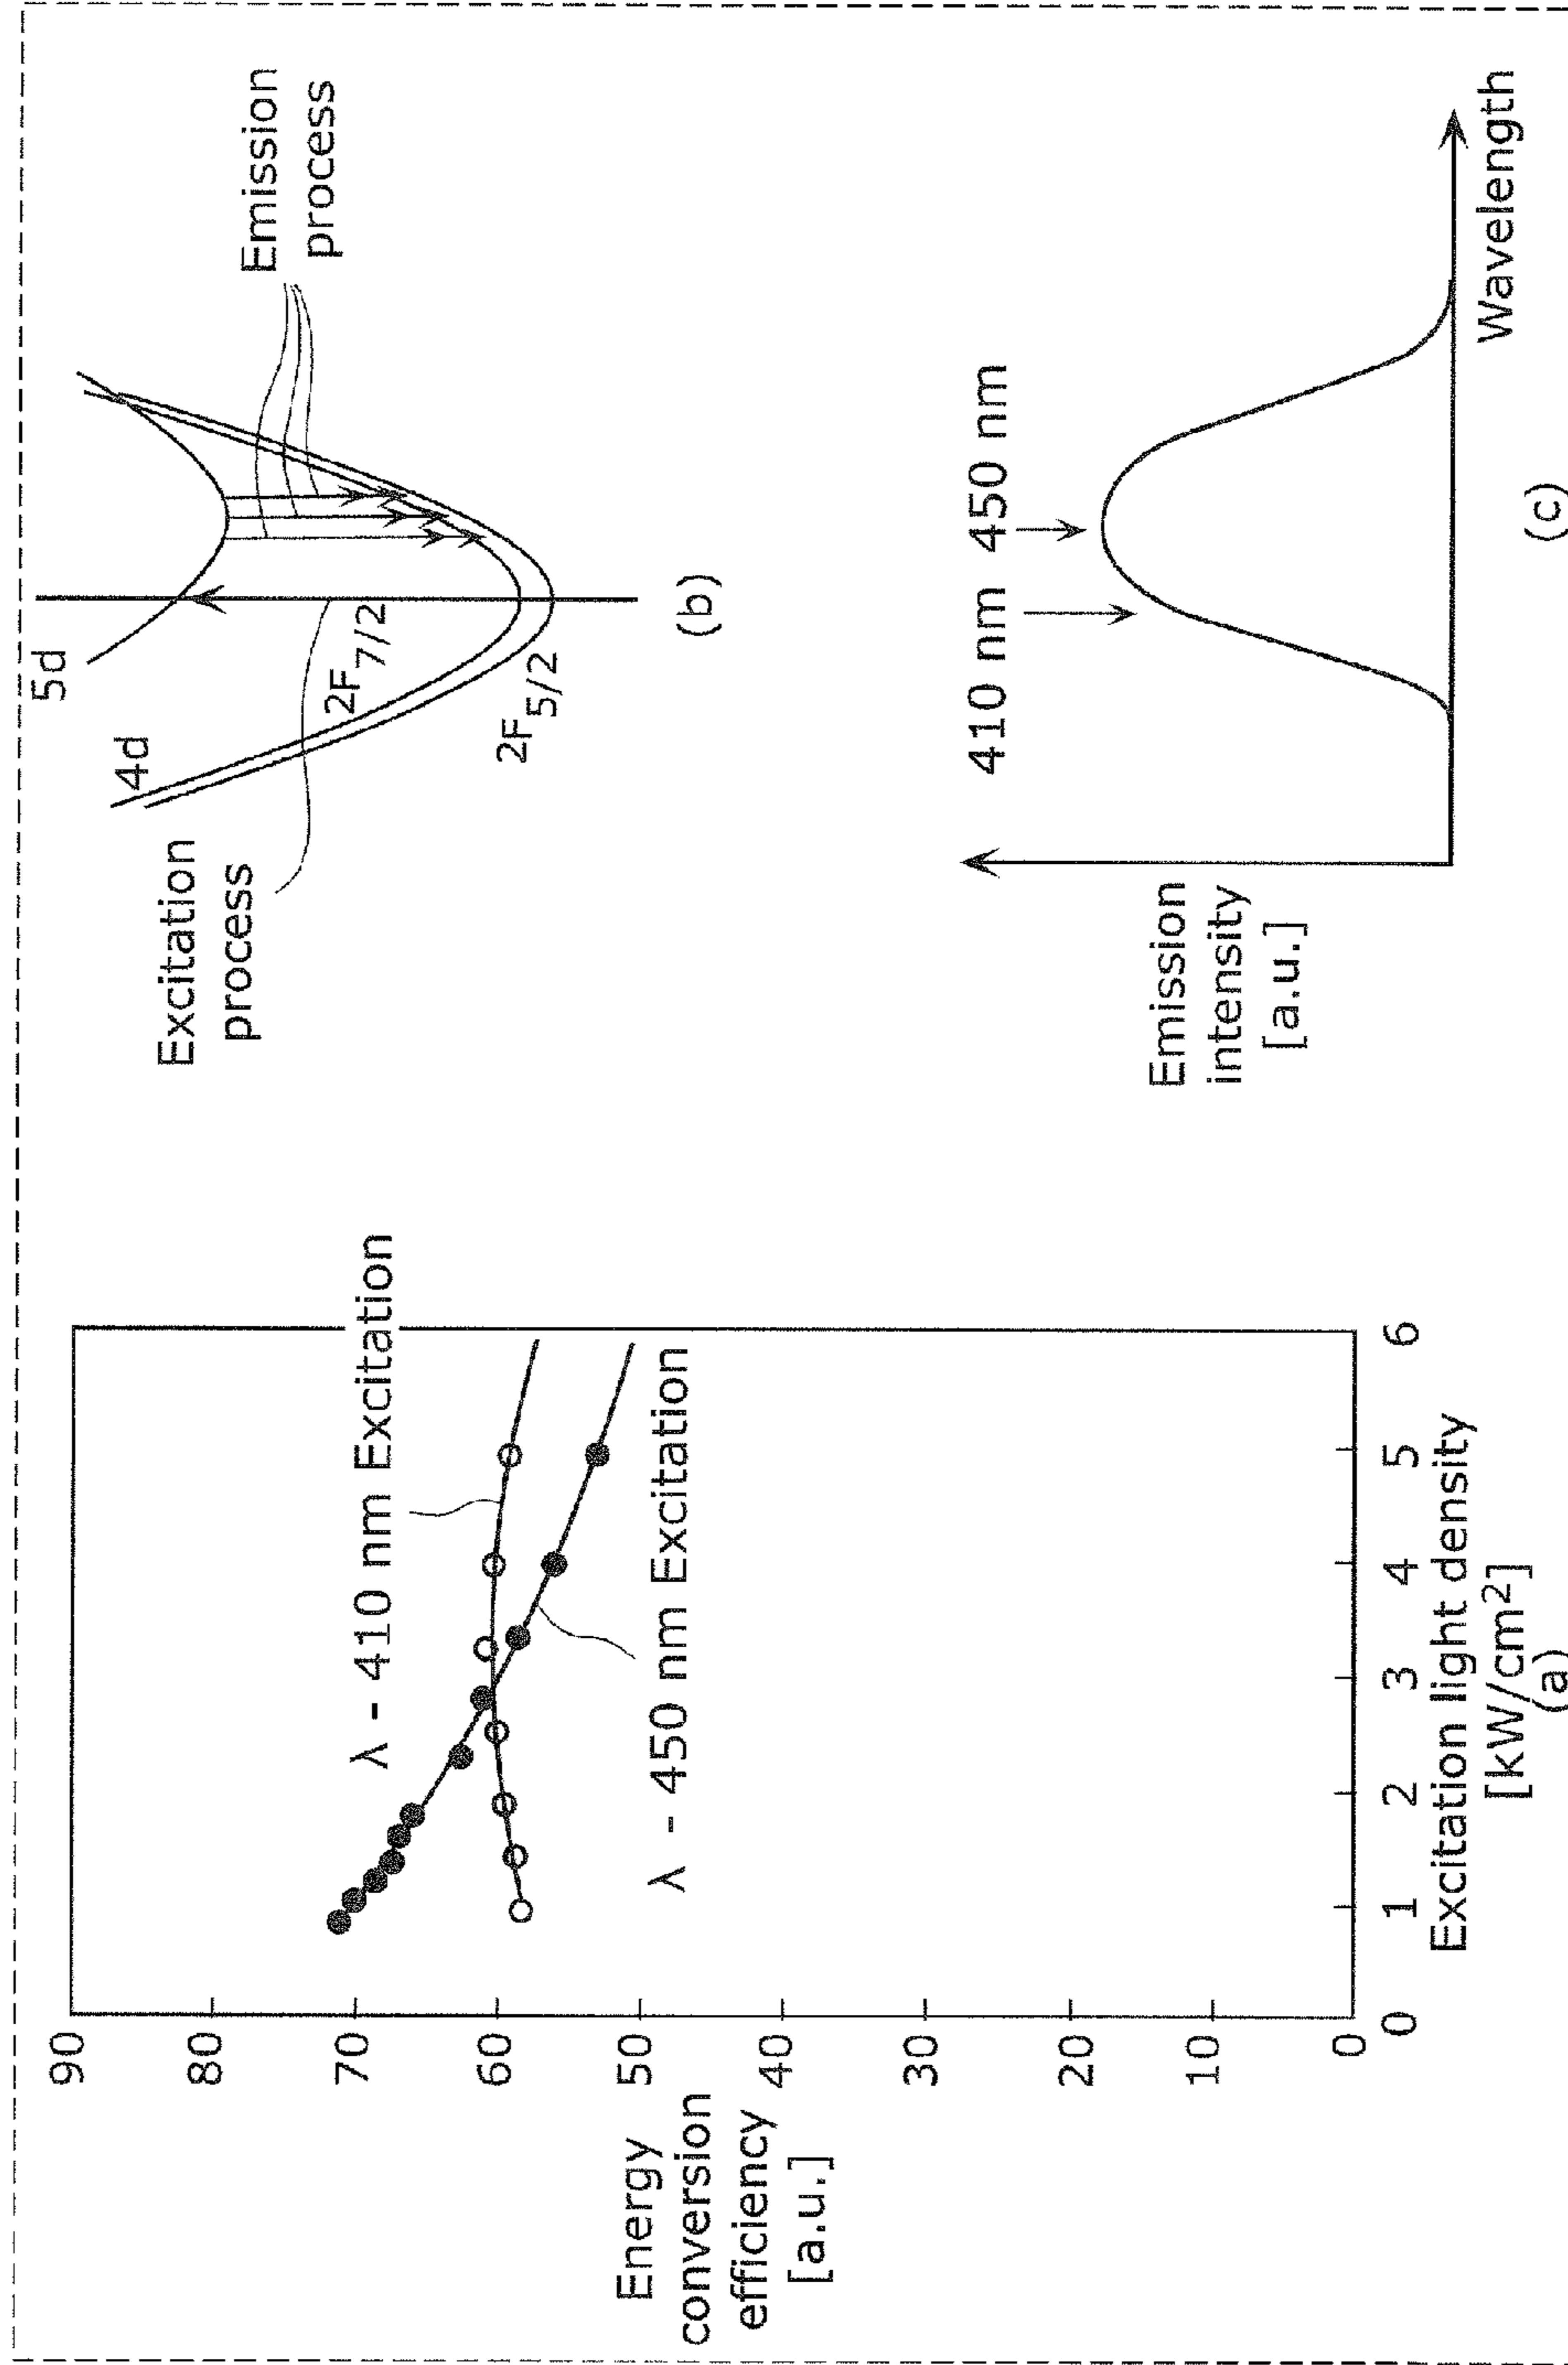 Energy
conversion
efficiency
[a.u.]
90
80
70
60
50
40
30
20
10
0
0 1 2 3 4 5 6
λ - 410 nm Excitation
λ - 450 nm Excitation
Excitation light density
[kW/cm²]
(a)
Excitation
process
4d
5d
Emission
process
2F7/2
2F5/2
(b)
Emission
intensity
[a.u.]
410 nm 450 nm
Wavelength
(c)